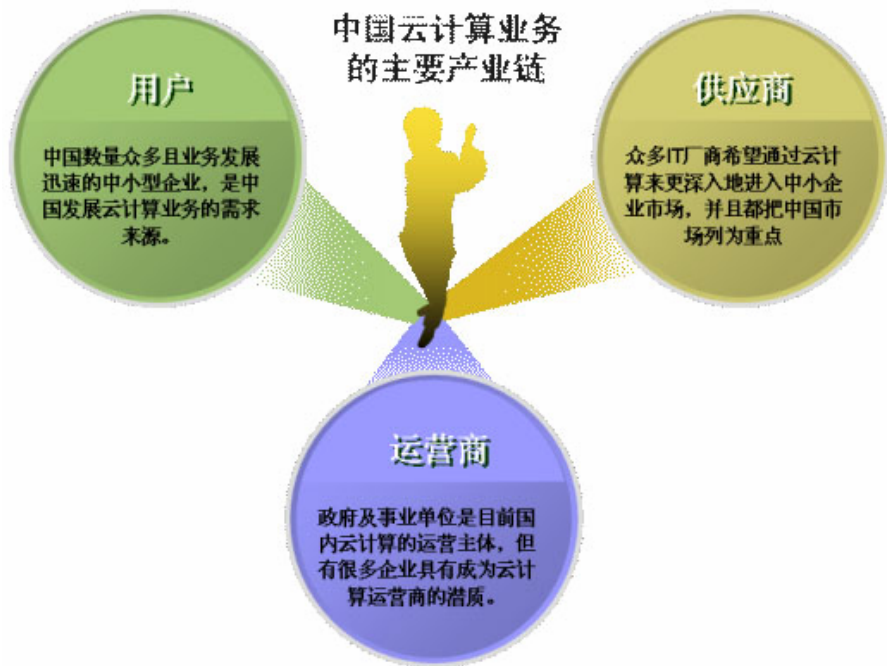 中国云计算业务
的主要产业链
用户
中国数量众多且业务发展
迅速的中小型企业，是中
国发展云计算业务的需求
来源。
供应商
众多IT厂商希望通过云计
算来更深入地进入中小企
业市场，并且都把中国市
场列为重点
运营商
政府及事业单位是目前国
内云计算的运营主体，但
有很多企业具有成为云计
算运营商的潜质。